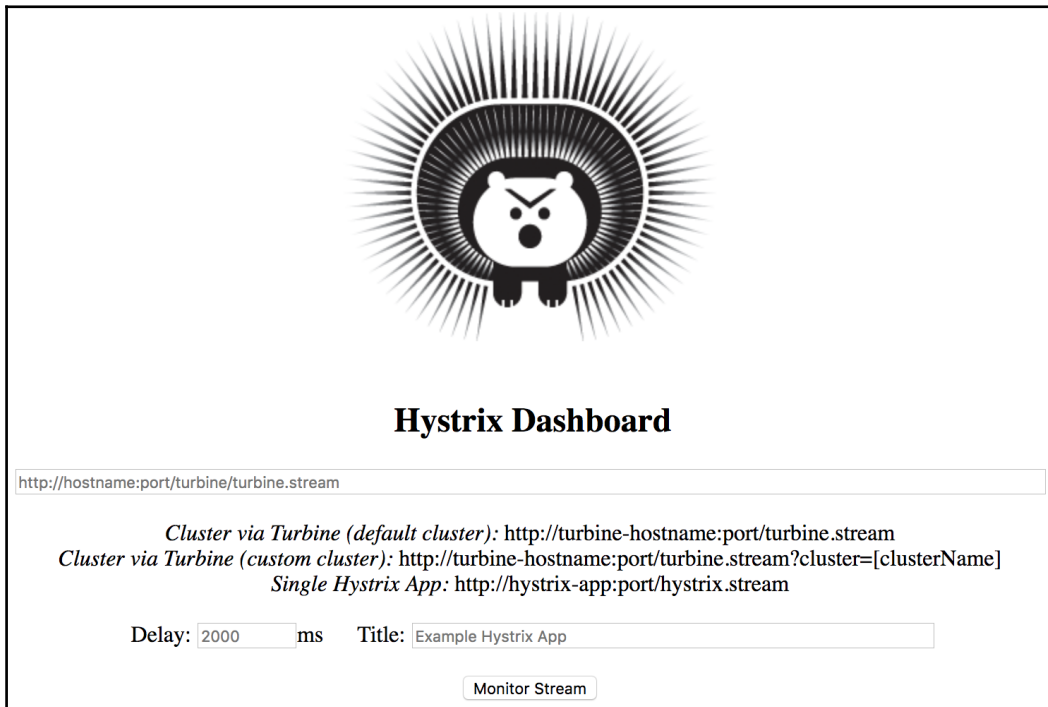 Hystrix Dashboard
http://hostname:port/turbine/turbine.stream
Cluster via Turbine (default cluster): http://turbine-hostname:port/turbine.stream
Cluster via Turbine (custom cluster): http://turbine-hostname:port/turbine.stream?cluster=[clusterName]
Single Hystrix App: http://hystrix-app:port/hystrix.stream
Delay: 2000 ms Title: Example Hystrix App
Monitor Stream